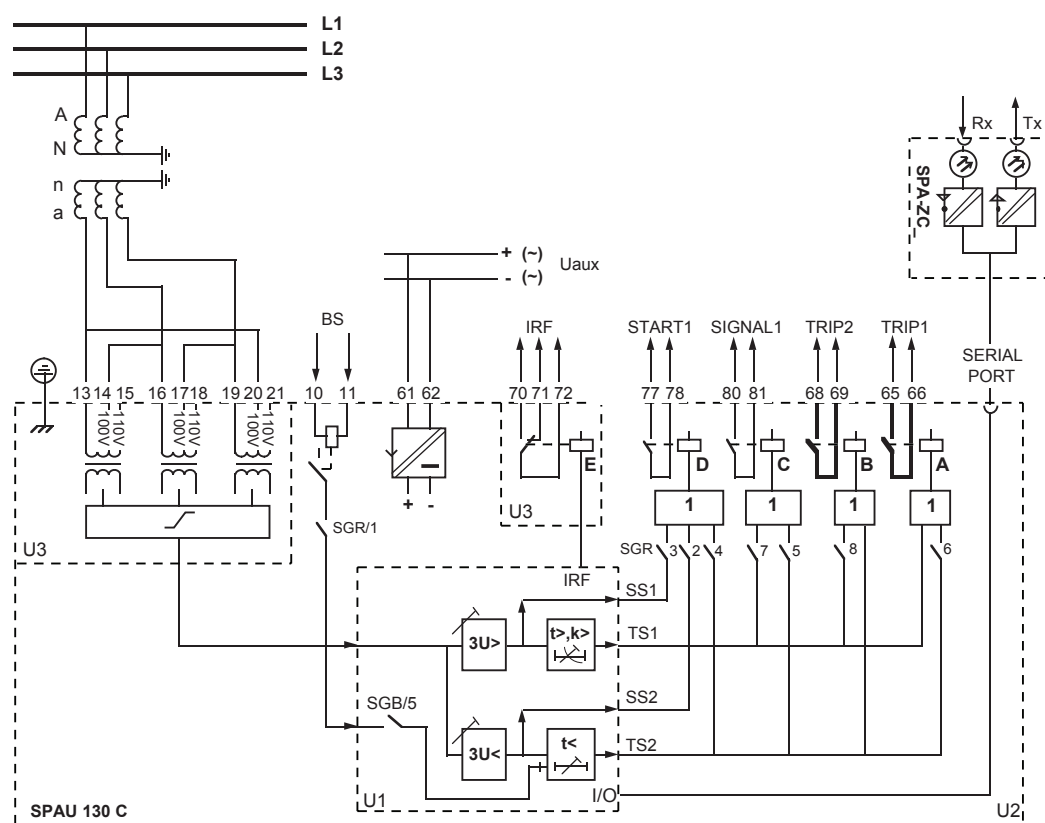 L1
L2
L3
A
N
n
a
Rx Tx
SPA-ZC_
+ (~)
- (~)
Uaux
BS
IRF
START1 SIGNAL1 TRIP2 TRIP1
SERIAL
PORT
13 14 15 16 17 18 19 20 21 10 11 61 62 70 71 72 77 78 80 81 68 69 65 66
100V 110V 100V 110V 100V 110V
E D C B A
+ -
U3
U3
1 1 1 1
SGR/1
SGR 3 2 4 7 5 8 6
IRF
SS1
3U>
t>,k>
TS1
SGB/5
SS2
3U<
t<
TS2
U1
I/O
U2
SPAU 130 C